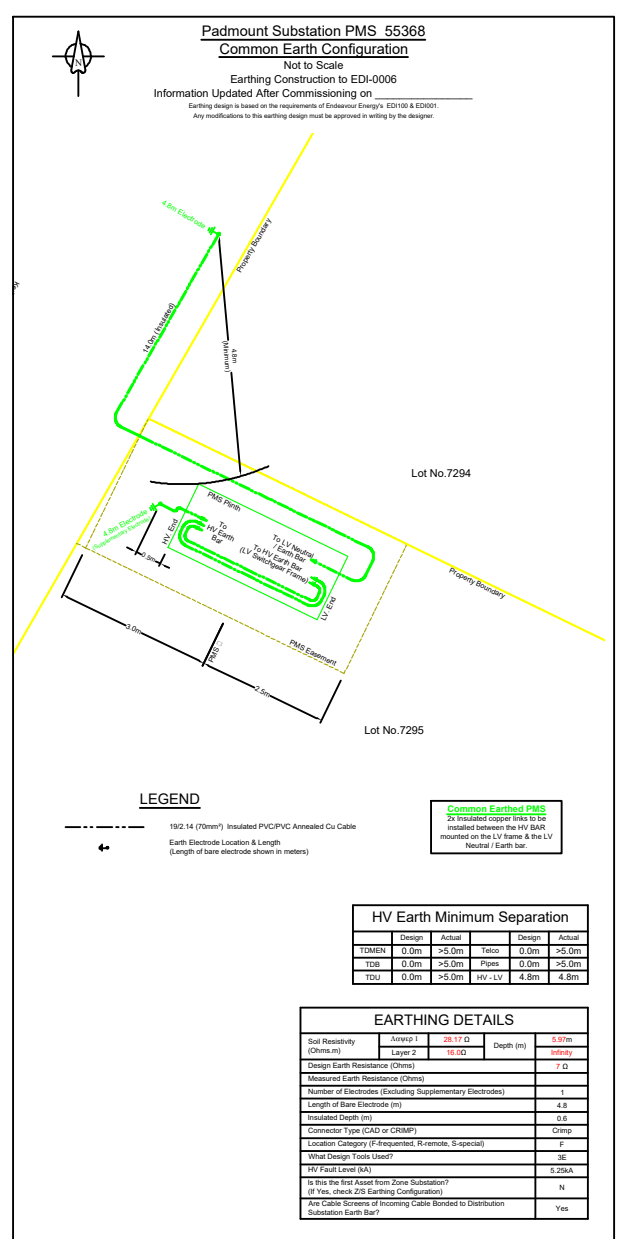 Padmount Substation PMS 55368
Common Earth Configuration
Not to Scale
Earthing Construction to EDI-0006
Information Updated After Commissioning on _________________
Earthing design is based on the requirements of Endeavour Energy's EDI100 & EDI001.
Any modifications to this earthing design must be approved in writing by the designer.
N
4.8m Electrode
Property Boundary
14.0m (Insulated)
4.8m
(Minimum)
Lot No.7294
PMS Plinth
4.8m Electrode
(Supplementary Electrode)
HV. End
To
HV Earth
Bar
To LV Neutral
/ Earth Bar
To HV Earth Bar
(LV Switchgear Frame)
LV. End
0.5m
Property Boundary
3.0m
PMS
PMS Easement
2.5m
Lot No.7295
LEGEND
19/2.14 (70mm²) Insulated PVC/PVC Annealed Cu Cable
Earth Electrode Location & Length
(Length of bare electrode shown in meters)
Common Earthed PMS
2x Insulated copper links to be
installed between the HV BAR
mounted on the LV frame & the LV
Neutral / Earth bar.
HV Earth Minimum Separation
Design Actual Design Actual
TDMEN 0.0m >5.0m Telco 0.0m >5.0m
TDB 0.0m >5.0m Pipes 0.0m >5.0m
TDU 0.0m >5.0m HV - LV 4.8m 4.8m
EARTHING DETAILS
Soil Resistivity (Ohms.m) 28.17 Ω Depth (m) 5.97m
Layer 2 16.0Ω Infinity
Design Earth Resistance (Ohms) 7 Ω
Measured Earth Resistance (Ohms)
Number of Electrodes (Excluding Supplementary Electrodes) 1
Length of Bare Electrode (m) 4.8
Insulated Depth (m) 0.6
Connector Type (CAD or CRIMP) Crimp
Location Category (F-frequented, R-remote, S-special) F
What Design Tools Used? 3E
HV Fault Level (kA) 5.25kA
Is this the first Asset from Zone Substation?
(If Yes, check Z/S Earthing Configuration) N
Are Cable Screens of Incoming Cable Bonded to Distribution
Substation Earth Bar? Yes